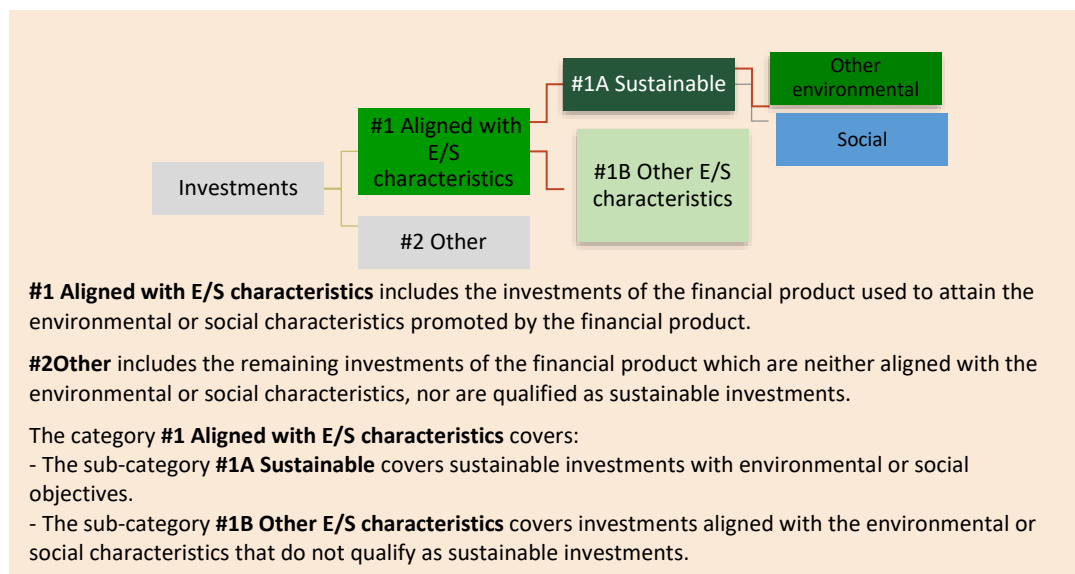 Investments
#1 Aligned with
E/S
characteristics
#2 Other
#1A Sustainable
#1B Other E/S
characteristics
Other
environmental
Social
#1 Aligned with E/S characteristics includes the investments of the financial product used to attain the
environmental or social characteristics promoted by the financial product.
#2Other includes the remaining investments of the financial product which are neither aligned with the
environmental or social characteristics, nor are qualified as sustainable investments.
The category #1 Aligned with E/S characteristics covers:
- The sub-category #1A Sustainable covers sustainable investments with environmental or social
objectives.
- The sub-category #1B Other E/S characteristics covers investments aligned with the environmental or
social characteristics that do not qualify as sustainable investments.